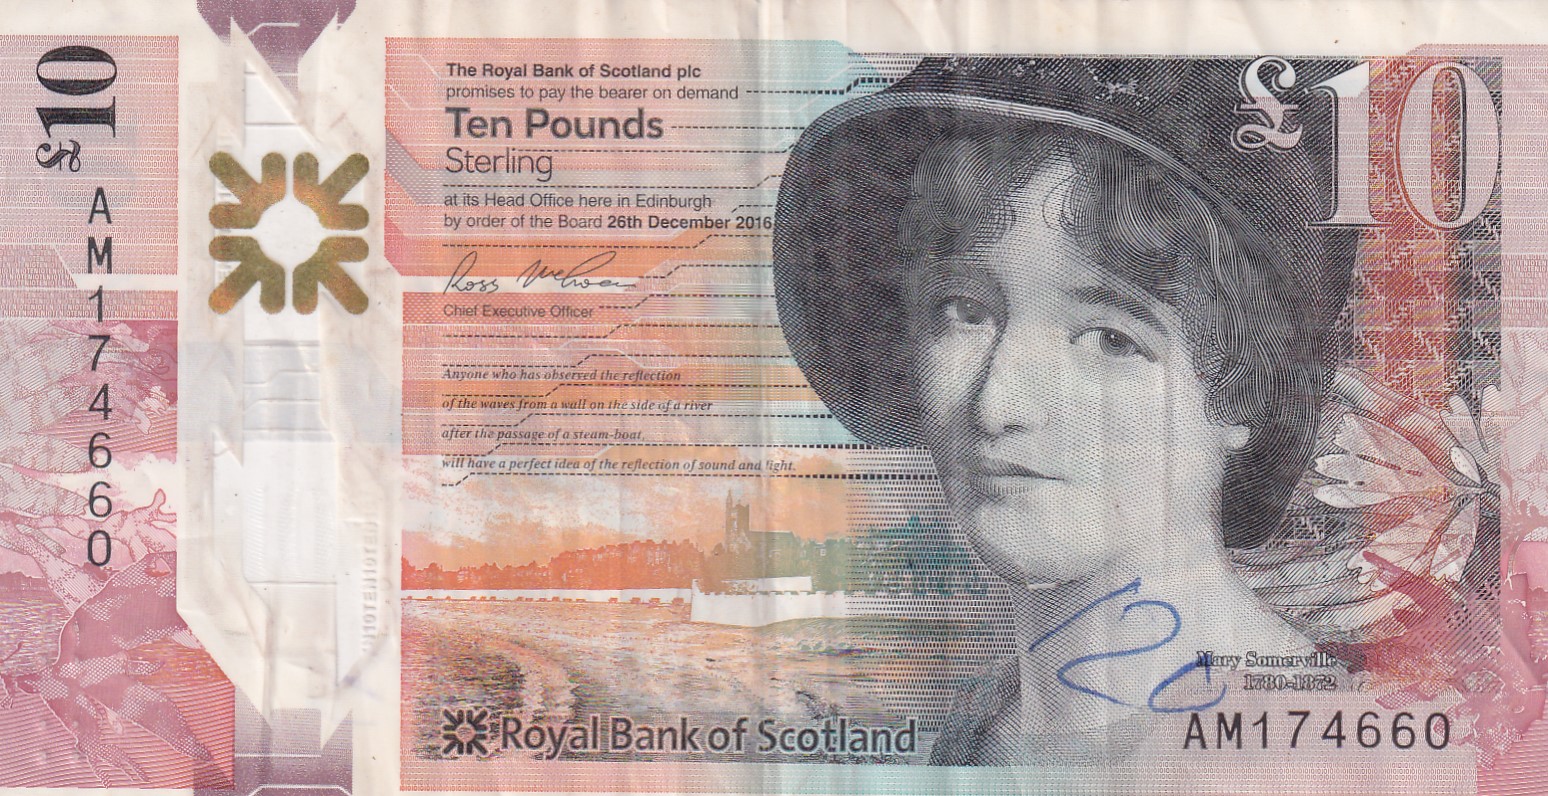 £10
AM174660
The Royal Bank of Scotland plc
promises to pay the bearer on demand
Ten Pounds
Sterling
at its Head Office here in Edinburgh
by order of the Board 26th December 2016
Ross McEwan
Chief Executive Officer
Anyone who has observed the reflection
of the waves from a wall on the side of a river
after the passage of a steam-boat,
will have a perfect idea of the reflection of sound and light.
£10
Mary Somerville
1780-1872
AM174660
Royal Bank of Scotland